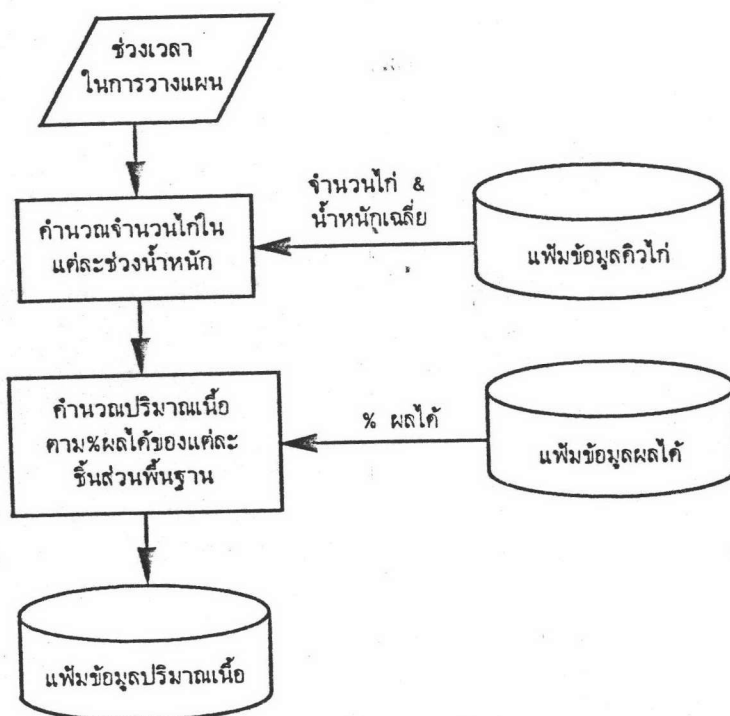 ช่วงเวลา
ในการวางแผน
จำนวนไก่ &
น้ำหนักเฉลี่ย
คำนวณจำนวนไก่ใน
แต่ละช่วงน้ำหนัก
แฟ้มข้อมูลคิวไก่
คำนวณปริมาณเนื้อ
ตาม%ผลได้ของแต่ละ
ชิ้นส่วนพื้นฐาน
% ผลได้
แฟ้มข้อมูลผลได้
แฟ้มข้อมูลปริมาณเนื้อ